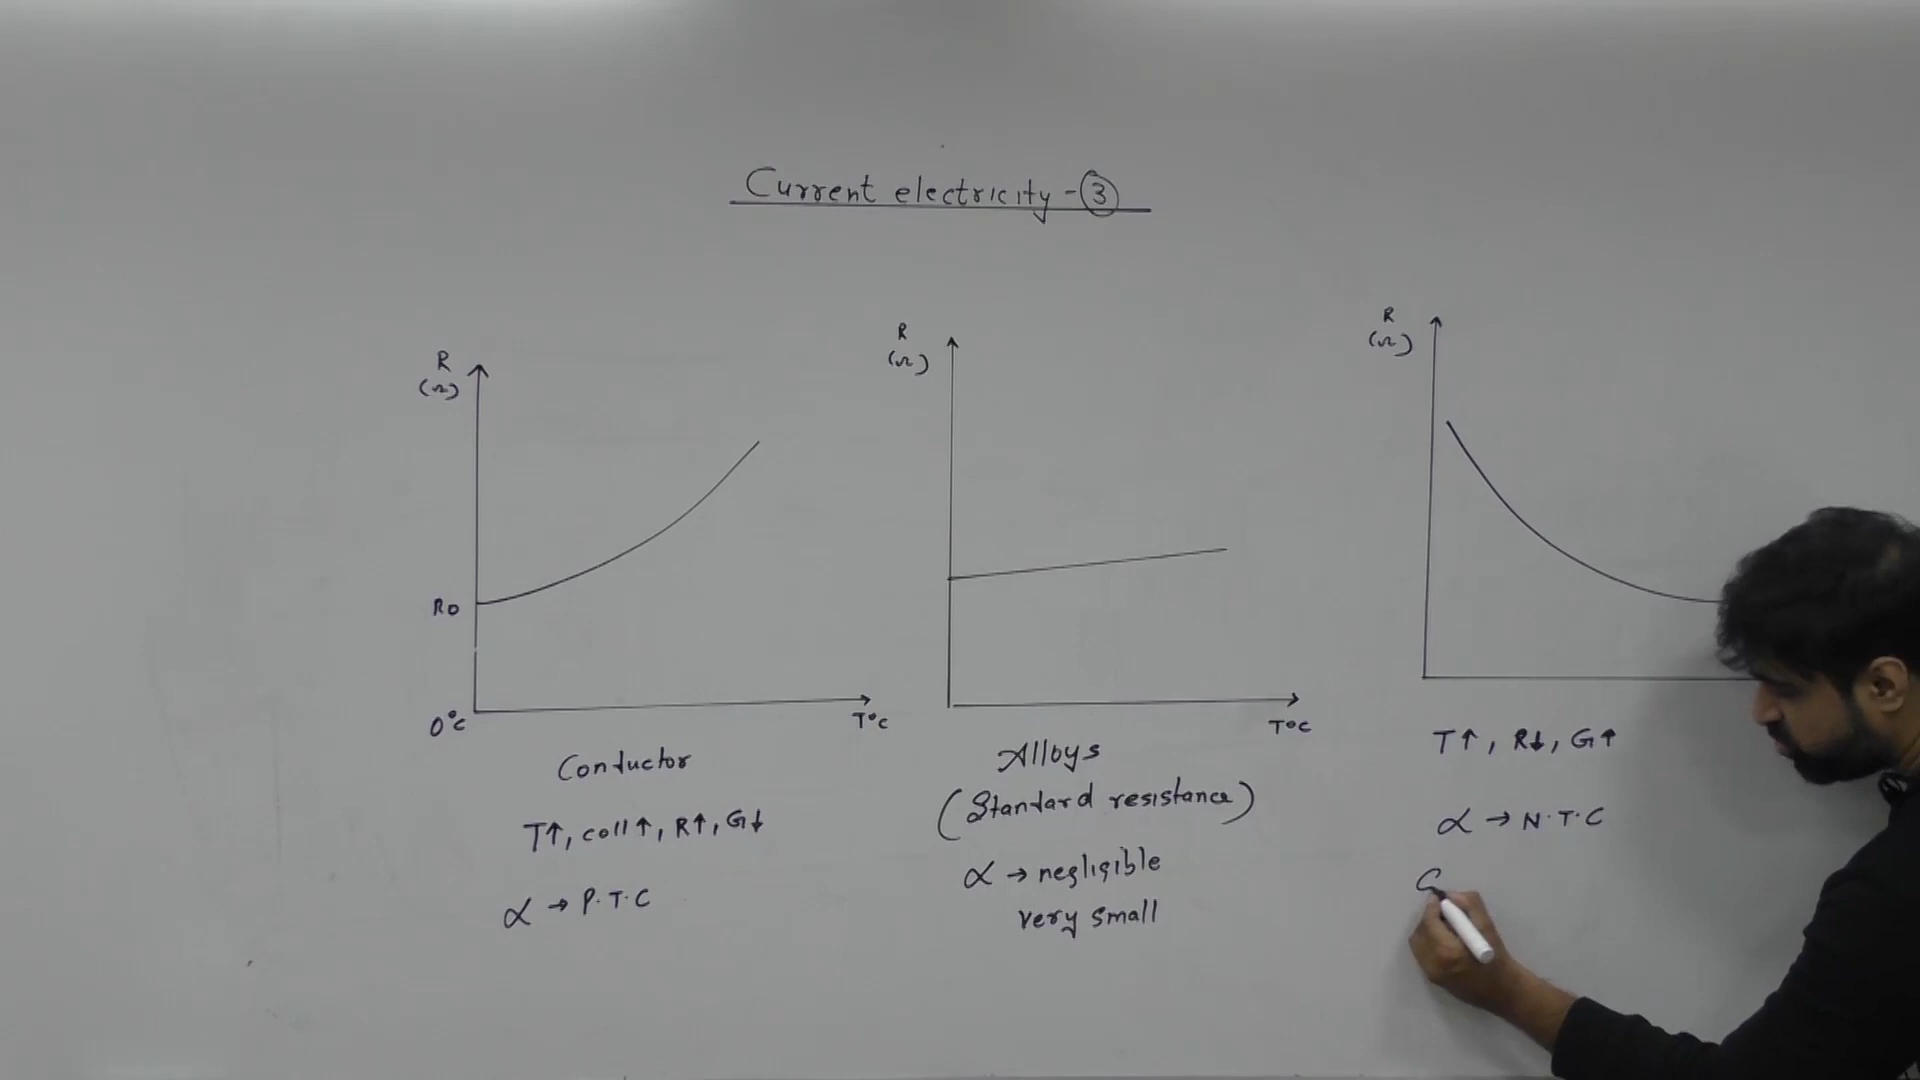 Current electricity - 3
R
(Ω)
R0
0°C
T°C
Conductor
T↑, coll↑, R↑, G↓
α → P.T.C
R
(Ω)
T°C
Alloys
(Standard resistance)
α → negligible
very small
R
(Ω)
T↑, R↓, G↑
α → N.T.C